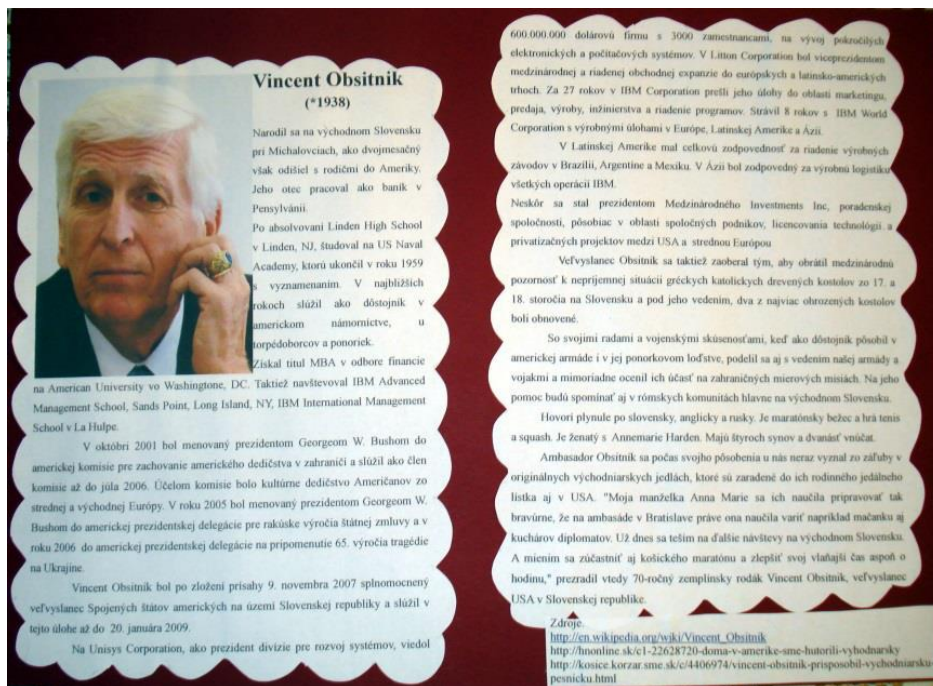 Vincent Obsitnik
(*1938)
Narodil sa na východnom Slovensku
pri Michalovciach, ako dvojmesačný
však odišiel s rodičmi do Ameriky.
Jeho otec pracoval ako baník v
Pensylvánii.
Po absolvovaní Linden High School
v Linden, NJ, študoval na US Naval
Academy, ktorú ukončil v roku 1959
s vyznamenaním. V najbližších
rokoch slúžil ako dôstojník v
americkom námorníctve, u
torpédoborcov a ponoriek.
Získal titul MBA v odbore financie
na American University vo Washingtone, DC. Taktiež navštevoval IBM Advanced
Management School, Sands Point, Long Island, NY, IBM International Management
School v La Hulpe.
V októbri 2001 bol menovaný prezidentom Georgeom W. Bushom do
americkej komisie pre zachovanie amerického dedičstva v zahraničí a slúžil ako člen
komisie až do júla 2006. Účelom komisie bolo kultúrne dedičstvo Američanov zo
strednej a východnej Európy. V roku 2005 bol menovaný prezidentom Georgeom W.
Bushom do americkej prezidentskej delegácie pre rakúske výročia štátnej zmluvy a v
roku 2006 do americkej prezidentskej delegácie na pripomenutie 65. výročia tragédie
na Ukrajine.
Vincent Obsitnik bol po zložení prísahy 9. novembra 2007 splnomocnený
veľvyslanec Spojených štátov amerických na území Slovenskej republiky a slúžil v
tejto úlohe až do 20. januára 2009.
Na Unisys Corporation, ako prezident divízie pre rozvoj systémov, viedol
600.000.000 dolárovú firmu s 3000 zamestnancami, na vývoj pokročilých
elektronických a počítačových systémov. V Litton Corporation bol viceprezidentom
medzinárodnej a riadenej obchodnej expanzie do európskych a latinsko-amerických
trhoch. Za 27 rokov v IBM Corporation prešli jeho úlohy do oblasti marketingu,
predaja, výroby, inžinierstva a riadenie programov. Strávil 8 rokov s IBM World
Corporation s výrobnými úlohami v Európe, Latinskej Amerike a Ázii.
V Latinskej Amerike mal celkovú zodpovednosť za riadenie výrobných
závodov v Brazílii, Argentine a Mexiku. V Ázii bol zodpovedný za výrobnú logistiku
všetkých operácií IBM.
Neskôr sa stal prezidentom Medzinárodného Investments Inc, poradenskej
spoločnosti, pôsobiac v oblasti spoločných podnikov, licencovania technológií a
privatizačných projektov medzi USA a strednou Európou
Veľvyslanec Obsitnik sa taktiež zaoberal tým, aby obrátil medzinárodnú
pozornosť k nepríjemnej situácii gréckych katolíckych drevených kostolov zo 17. a
18. storočia na Slovensku a pod jeho vedením, dva z najviac ohrozených kostolov
boli obnovené.
So svojimi radami a vojenskými skúsenosťami, keď ako dôstojník pôsobil v
americkej armáde i v jej ponorkovom loďstve, podelil sa aj s vedením našej armády a
vojakmi a mimoriadne ocenil ich účasť na zahraničných mierových misiách. Na jeho
pomoc budú spomínať aj v rómskych komunitách hlavne na východnom Slovensku.
Hovorí plynule po slovensky, anglicky a rusky. Je maratónsky bežec a hrá tenis
a squash. Je ženatý s Annemarie Harden. Majú štyroch synov a dvanásť vnúčat.
Ambasador Obsitnik sa počas svojho pôsobenia u nás neraz vyznal zo záľuby v
originálnych východniarskych jedlách, ktoré sú zaradené do ich rodinného jedálneho
lístka aj v USA. "Moja manželka Anna Marie sa ich naučila pripravovať tak
bravúrne, že na ambasáde v Bratislave práve ona naučila variť napríklad mačanku aj
kuchárov diplomatov. Už dnes sa teším na ďalšie návštevy na východnom Slovensku.
A mienim sa zúčastniť aj košického maratónu a zlepšiť svoj vlaňajší čas aspoň o
hodinu," prezradil vtedy 70-ročný zemplínsky rodák Vincent Obsitnik, veľvyslanec
USA v Slovenskej republike.
Zdroje:
http://en.wikipedia.org/wiki/Vincent_Obsitnik
http://hnonline.sk/c1-22628720-doma-v-amerike-sme-hutorili-vyhodnarsky
http://kosice.korzar.sme.sk/c/4406974/vincent-obsitnik-prisposobil-vychodniarsku-
pesnicku.html